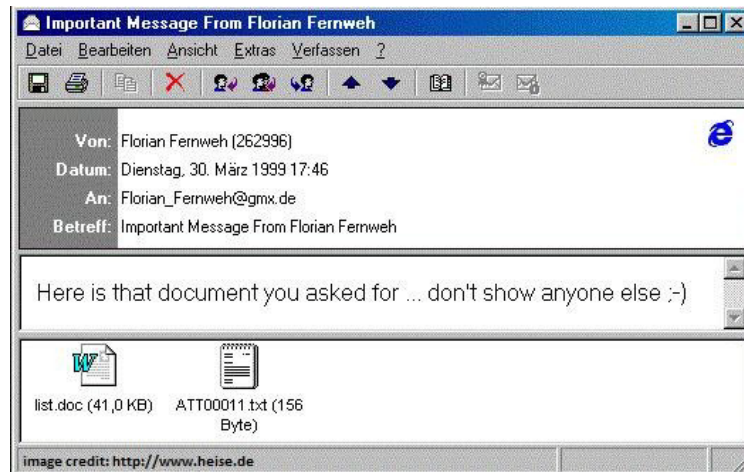 Important Message From Florian Fernweh
Datei Bearbeiten Ansicht Extras Verfassen ?
Von: Florian Fernweh (262996)
Datum: Dienstag, 30. März 1999 17:46
An: Florian_Fernweh@gmx.de
Betreff: Important Message From Florian Fernweh
Here is that document you asked for ... don't show anyone else ;-)
list.doc (41,0 KB) ATT00011.txt (156
Byte)
image credit: http://www.heise.de